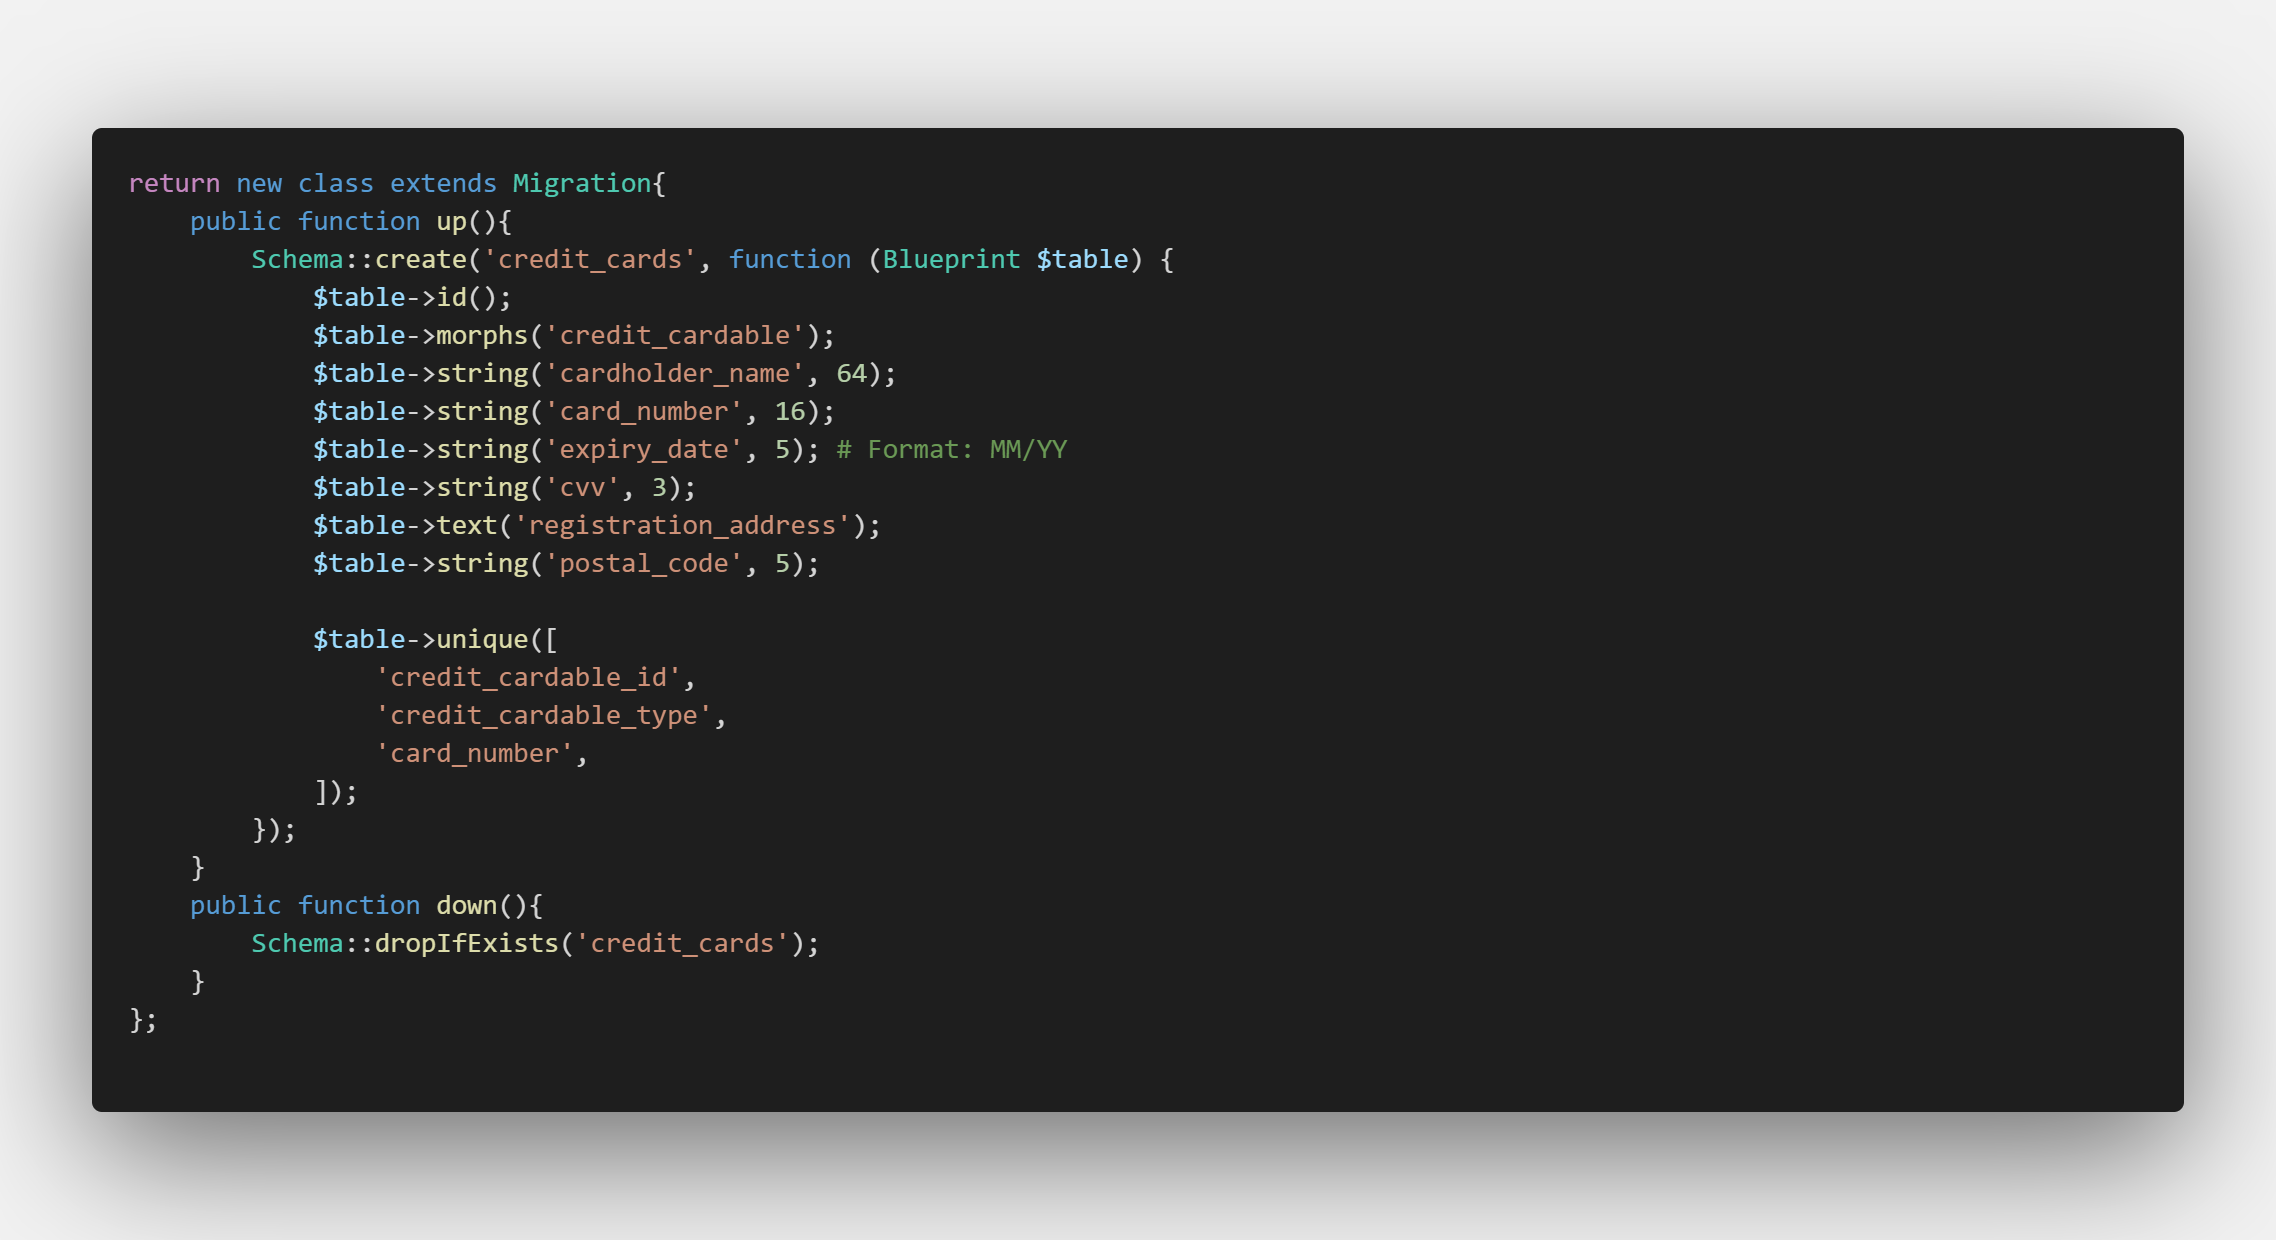 return new class extends Migration{
    public function up(){
        Schema::create('credit_cards', function (Blueprint $table) {
            $table->id();
            $table->morphs('credit_cardable');
            $table->string('cardholder_name', 64);
            $table->string('card_number', 16);
            $table->string('expiry_date', 5); # Format: MM/YY
            $table->string('cvv', 3);
            $table->text('registration_address');
            $table->string('postal_code', 5);

            $table->unique([
                'credit_cardable_id',
                'credit_cardable_type',
                'card_number',
            ]);
        });
    }
    public function down(){
        Schema::dropIfExists('credit_cards');
    }
};